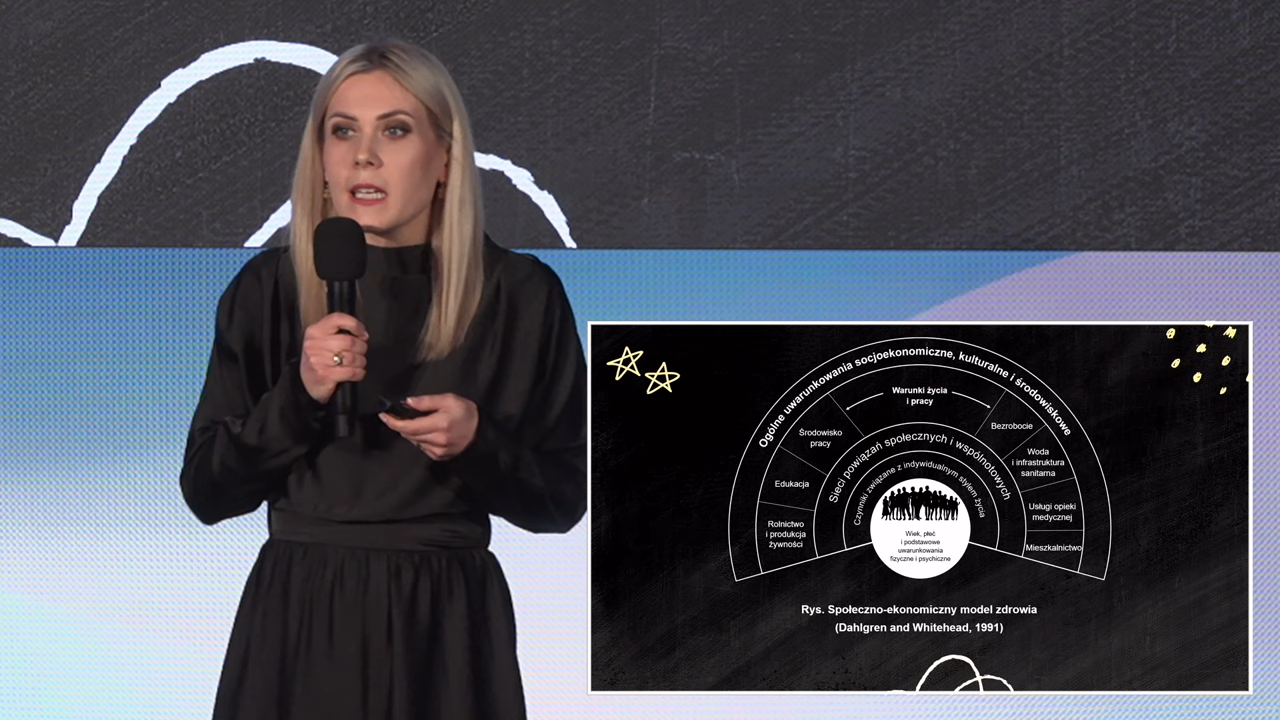 Ogólne uwarunkowania socjoekonomiczne, kulturalne i środowiskowe
Warunki życia
i pracy
Środowisko
pracy
Bezrobocie
Edukacja
Woda
i infrastruktura
sanitarna
Rolnictwo
i produkcja
żywności
Usługi opieki
medycznej
Mieszkalnictwo
Sieci powiązań społecznych i wspólnotowych
Czynniki związane z indywidualnym stylem życia
Wiek, płeć
i podstawowe
uwarunkowania
fizyczne i psychiczne
Rys. Społeczno-ekonomiczny model zdrowia
(Dahlgren and Whitehead, 1991)